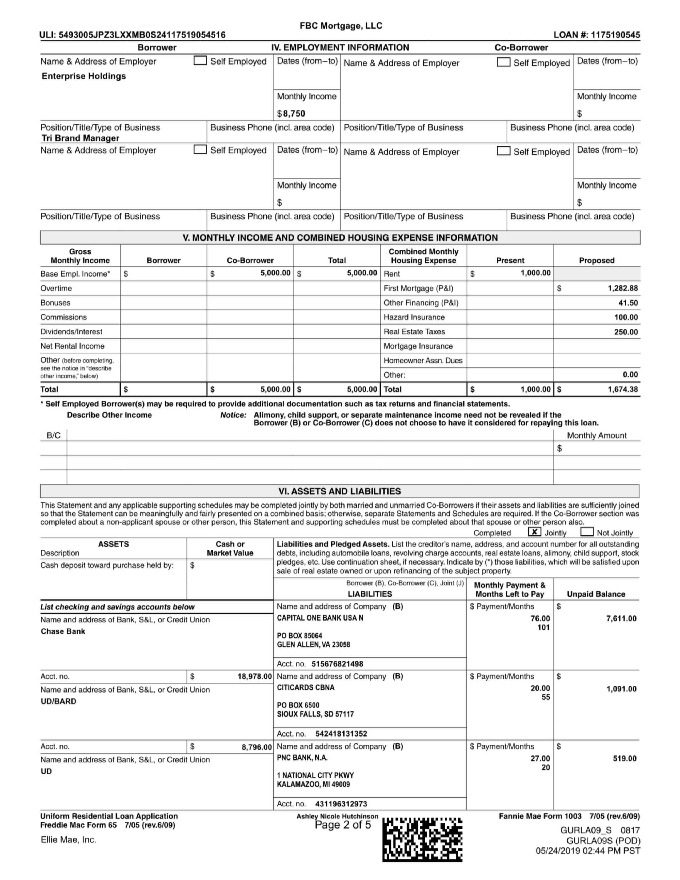 FBC Mortgage, LLC
ULI: 5493005JPZ3LXXMB0S24117519054516 LOAN #: 1175190545
Borrower IV. EMPLOYMENT INFORMATION Co-Borrower
Name & Address of Employer Self Employed Dates (from–to) Name & Address of Employer Self Employed Dates (from–to)
Enterprise Holdings
Monthly Income Monthly Income
$ 8,750 $
Position/Title/Type of Business Business Phone (incl. area code) Position/Title/Type of Business Business Phone (incl. area code)
Tri Brand Manager
Name & Address of Employer Self Employed Dates (from–to) Name & Address of Employer Self Employed Dates (from–to)
Monthly Income Monthly Income
$ $
Position/Title/Type of Business Business Phone (incl. area code) Position/Title/Type of Business Business Phone (incl. area code)
V. MONTHLY INCOME AND COMBINED HOUSING EXPENSE INFORMATION
Gross Monthly Income Borrower Co-Borrower Total Combined Monthly Housing Expense Present Proposed
Base Empl. Income* $ $ 5,000.00 $ 5,000.00 Rent $ 1,000.00
Overtime First Mortgage (P&I) $ 1,282.88
Bonuses Other Financing (P&I) 41.50
Commissions Hazard Insurance 100.00
Dividends/Interest Real Estate Taxes 250.00
Net Rental Income Mortgage Insurance
Other (before completing, Homeowner Assn. Dues
see the notice in "describe
other income," below) Other: 0.00
Total $ $ 5,000.00 $ 5,000.00 Total $ 1,000.00 $ 1,674.38
* Self Employed Borrower(s) may be required to provide additional documentation such as tax returns and financial statements.
Describe Other Income Notice: Alimony, child support, or separate maintenance income need not be revealed if the
Borrower (B) or Co-Borrower (C) does not choose to have it considered for repaying this loan.
B/C Monthly Amount
$
VI. ASSETS AND LIABILITIES
This Statement and any applicable supporting schedules may be completed jointly by both married and unmarried Co-Borrowers if their assets and liabilities are sufficiently joined
so that the Statement can be meaningfully and fairly presented on a combined basis; otherwise, separate Statements and Schedules are required. If the Co-Borrower section was
completed about a non-applicant spouse or other person, this Statement and supporting schedules must be completed about that spouse or other person also.
Completed X Jointly Not Jointly
ASSETS Cash or Market Value Liabilities and Pledged Assets. List the creditor's name, address, and account number for all outstanding
Description debts, including automobile loans, revolving charge accounts, real estate loans, alimony, child support, stock
Cash deposit toward purchase held by: $ pledges, etc. Use continuation sheet, if necessary. Indicate by (*) those liabilities, which will be satisfied upon
sale of real estate owned or upon refinancing of the subject property.
Borrower (B), Co-Borrower (C), Joint (J)
LIABILITIES Monthly Payment & Months Left to Pay Unpaid Balance
List checking and savings accounts below Name and address of Company (B) $ Payment/Months $
Name and address of Bank, S&L, or Credit Union CAPITAL ONE BANK USA N 76.00 7,611.00
Chase Bank 101
PO BOX 85064
GLEN ALLEN, VA 23058
Acct. no. 515676821498
Acct. no. $ 18,978.00 Name and address of Company (B) $ Payment/Months $
Name and address of Bank, S&L, or Credit Union CITICARDS CBNA 20.00 1,091.00
UD/BARD 55
PO BOX 6500
SIOUX FALLS, SD 57117
Acct. no. 542418131352
Acct. no. $ 8,796.00 Name and address of Company (B) $ Payment/Months $
Name and address of Bank, S&L, or Credit Union PNC BANK, N.A. 27.00 519.00
UD 20
1 NATIONAL CITY PKWY
KALAMAZOO, MI 49009
Acct. no. 431196312973
Uniform Residential Loan Application Ashley Nicole Hutchinson Fannie Mae Form 1003 7/05 (rev.6/09)
Freddie Mac Form 65 7/05 (rev.6/09) Page 2 of 5
Ellie Mae, Inc. GURLA09_S 0817
GURLA09S (POD)
05/24/2019 02:44 PM PST